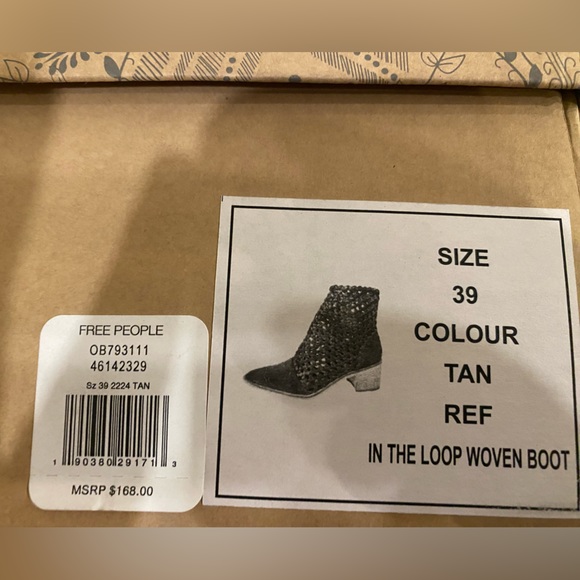 FREE PEOPLE
OB793111
46142329
Sz 39 2224 TAN
1 90380 29171 3
MSRP $168.00
SIZE
39
COLOUR
TAN
REF
IN THE LOOP WOVEN BOOT